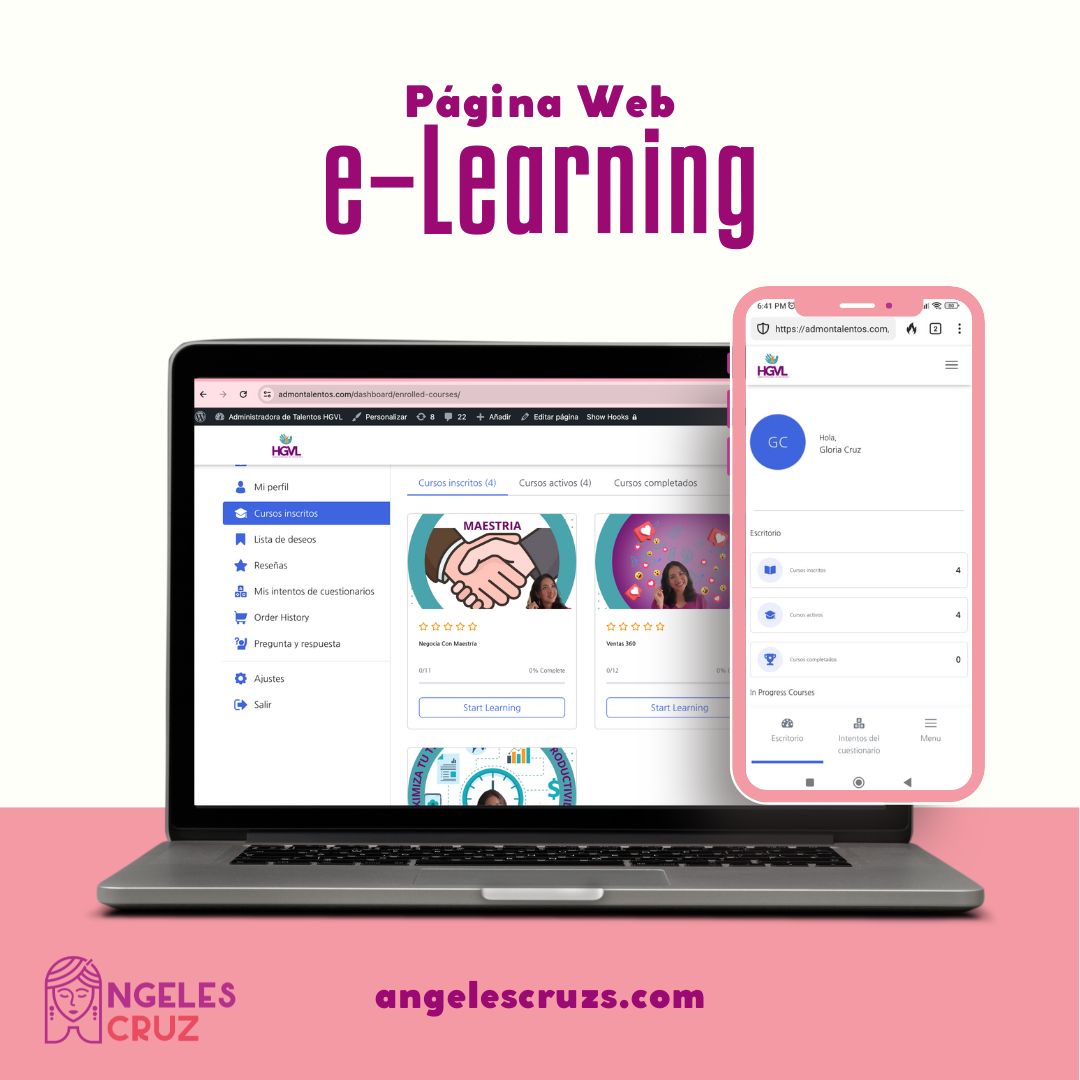 Página Web
e-Learning
admontalentos.com/dashboard/enrolled-courses/
Administradora de Talentos HGVL Personalizar 8 22 Añadir Editar página Show Hooks
HGVL
Mi perfil
Cursos inscritos
Lista de deseos
Reseñas
Mis intentos de cuestionarios
Order History
Pregunta y respuesta
Ajustes
Salir
Cursos inscritos (4) Cursos activos (4) Cursos completados
MAESTRIA
Negocia Con Maestría
0/11 0% Complete
Start Learning
Ventas 360
0/12 0% C
Start Learning
6:41 PM
https://admontalentos.com, 2
HGVL
GC
Hola,
Gloria Cruz
Escritorio
Cursos inscritos 4
Cursos activos 4
Cursos completados 0
In Progress Courses
Escritorio
Intentos del
cuestionario
Menu
NGELES
CRUZ
angelescruzs.com